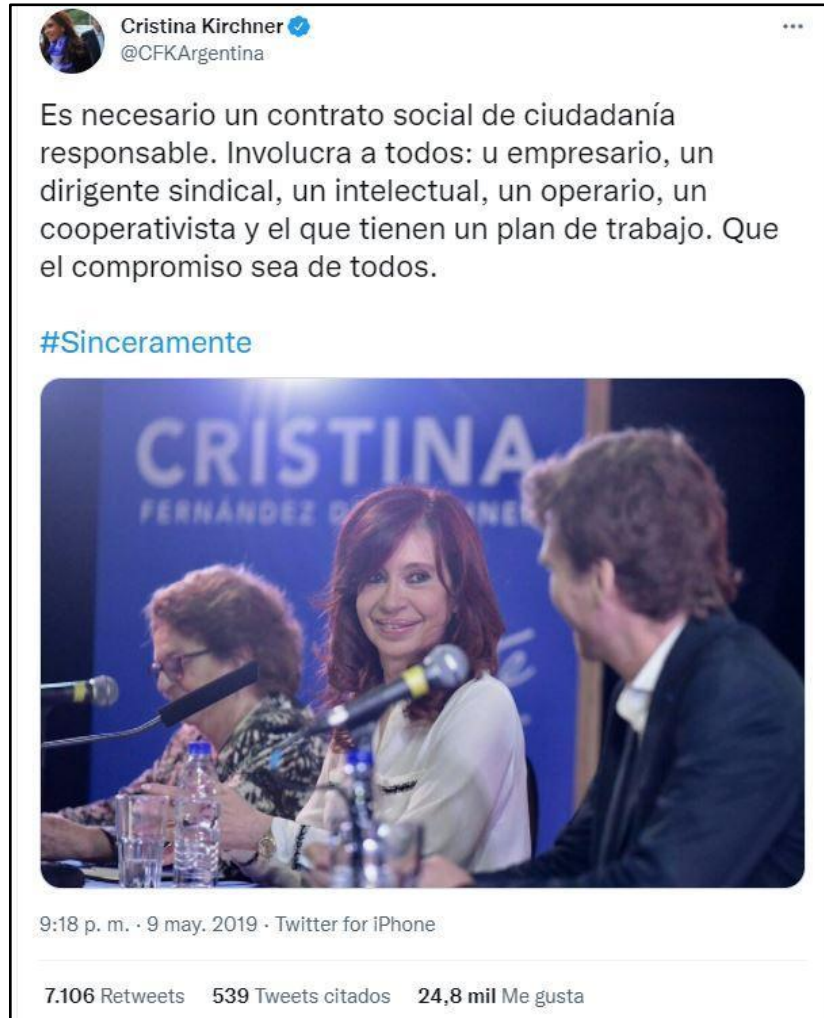 Cristina Kirchner
@CFKArgentina
Es necesario un contrato social de ciudadanía
responsable. Involucra a todos: u empresario, un
dirigente sindical, un intelectual, un operario, un
cooperativista y el que tienen un plan de trabajo. Que
el compromiso sea de todos.
#Sinceramente
CRISTINA
FERNÁNDEZ
9:18 p. m. · 9 may. 2019 · Twitter for iPhone
7.106 Retweets 539 Tweets citados 24,8 mil Me gusta